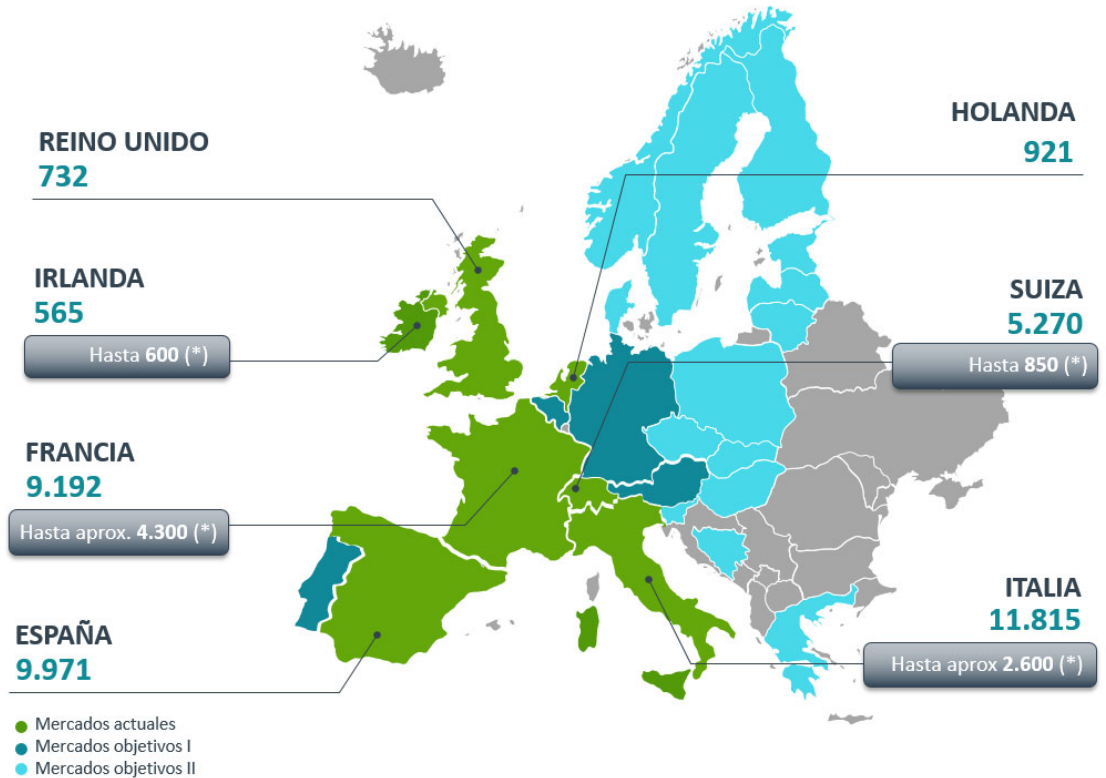 REINO UNIDO
732
HOLANDA
921
IRLANDA
565
Hasta 600 (*)
SUIZA
5.270
Hasta 850 (*)
FRANCIA
9.192
Hasta aprox. 4.300 (*)
ITALIA
11.815
Hasta aprox 2.600 (*)
ESPAÑA
9.971
Mercados actuales
Mercados objetivos I
Mercados objetivos II